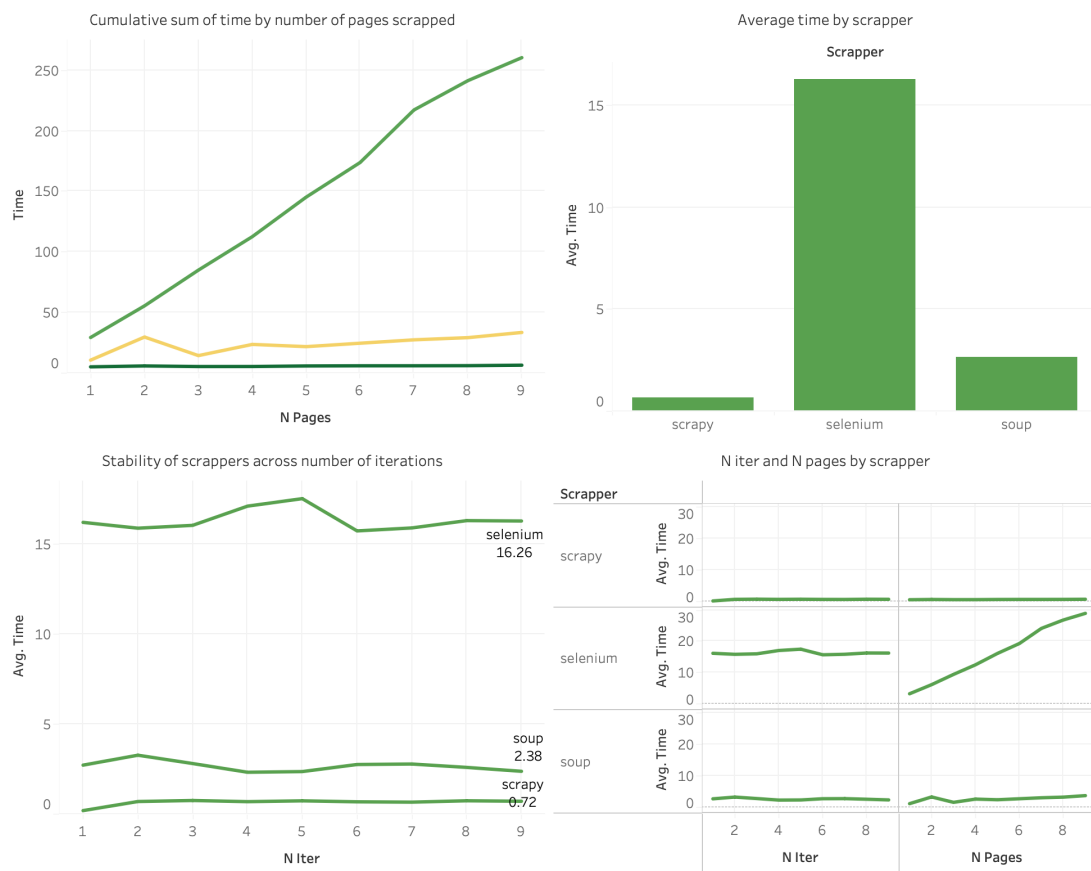 Cumulative sum of time by number of pages scrapped
Time
250
200
150
100
50
0
1 2 3 4 5 6 7 8 9
N Pages
Average time by scrapper
Scrapper
Avg. Time
15
10
5
0
scrapy selenium soup
Stability of scrappers across number of iterations
Avg. Time
15
10
5
0
selenium
16.26
soup
2.38
scrapy
0.72
1 2 3 4 5 6 7 8 9
N Iter
N iter and N pages by scrapper
Scrapper
scrapy
Avg. Time
30
20
10
0
selenium
Avg. Time
30
20
10
0
soup
Avg. Time
30
20
10
0
2 4 6 8 2 4 6 8
N Iter N Pages